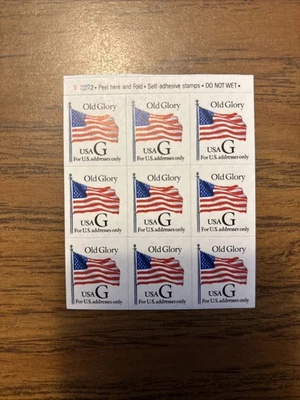 • Peel here and Fold • Self-adhesive stamps • DO NOT WET •
Old Glory Old Glory Old Glory
USA G USA G USA G
For U.S. addresses only For U.S. addresses only For U.S. addresses only
Old Glory Old Glory Old Glory
USA G USA G USA G
For U.S. addresses only For U.S. addresses only For U.S. addresses only
Old Glory Old Glory Old Glory
USA G USA G USA G
For U.S. addresses only For U.S. addresses only For U.S. addresses only